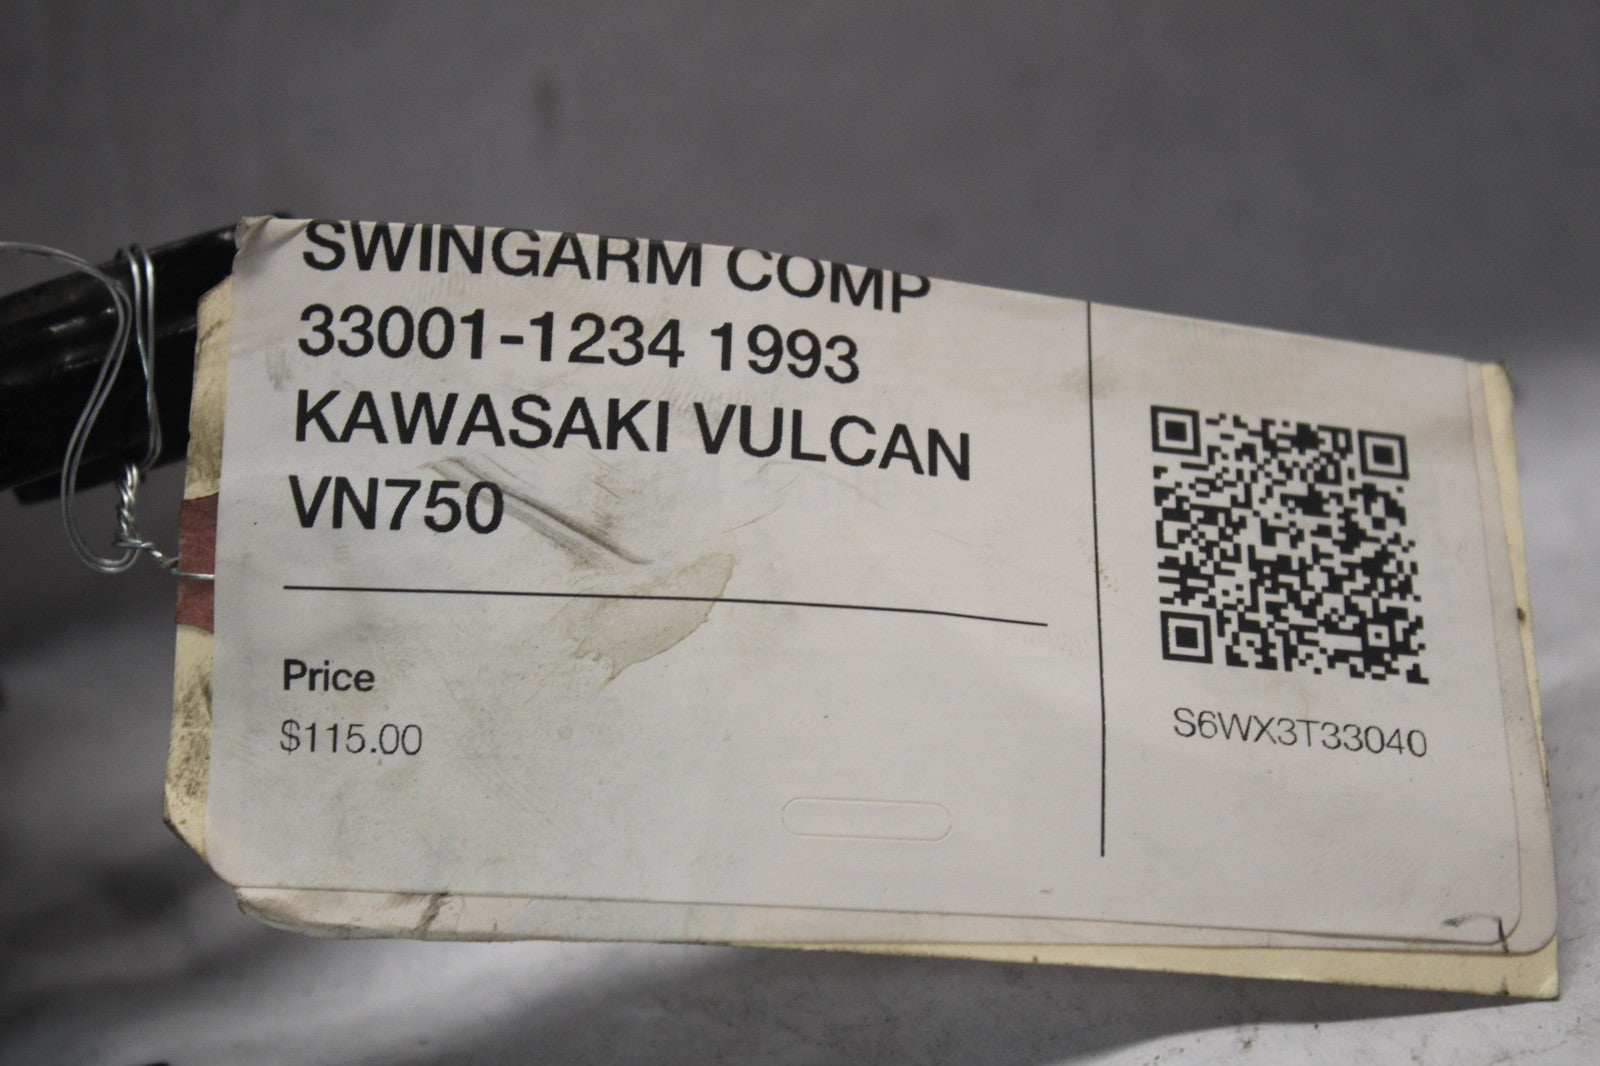 SWINGARM COMP
33001-1234 1993
KAWASAKI VULCAN
VN750
Price
$115.00
S6WX3T33040